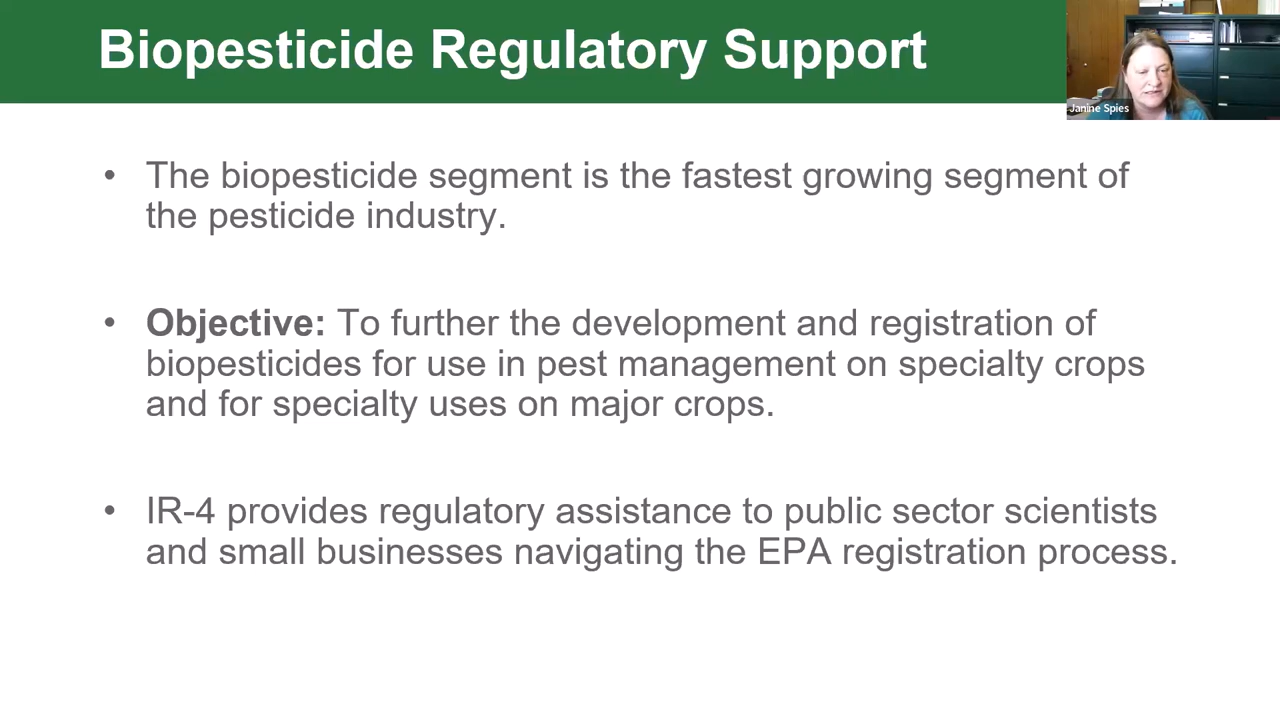 Biopesticide Regulatory Support
Janine Spies
• The biopesticide segment is the fastest growing segment of
the pesticide industry.
• Objective: To further the development and registration of
biopesticides for use in pest management on specialty crops
and for specialty uses on major crops.
• IR-4 provides regulatory assistance to public sector scientists
and small businesses navigating the EPA registration process.